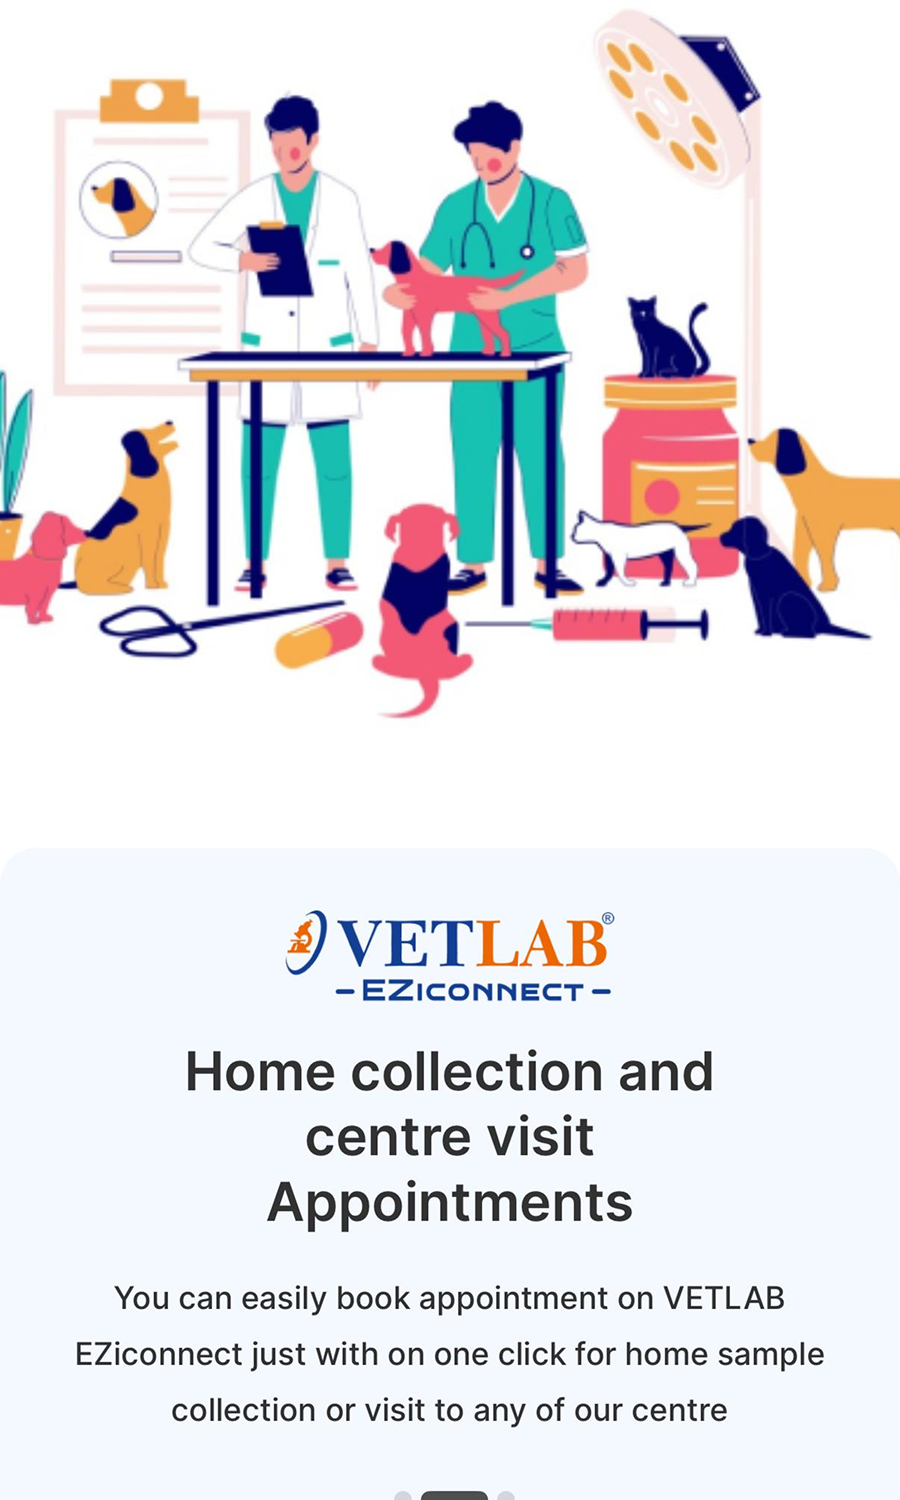 VETLAB®
EZICONNECT
Home collection and
centre visit
Appointments
You can easily book appointment on VETLAB
EZiconnect just with on one click for home sample
collection or visit to any of our centre